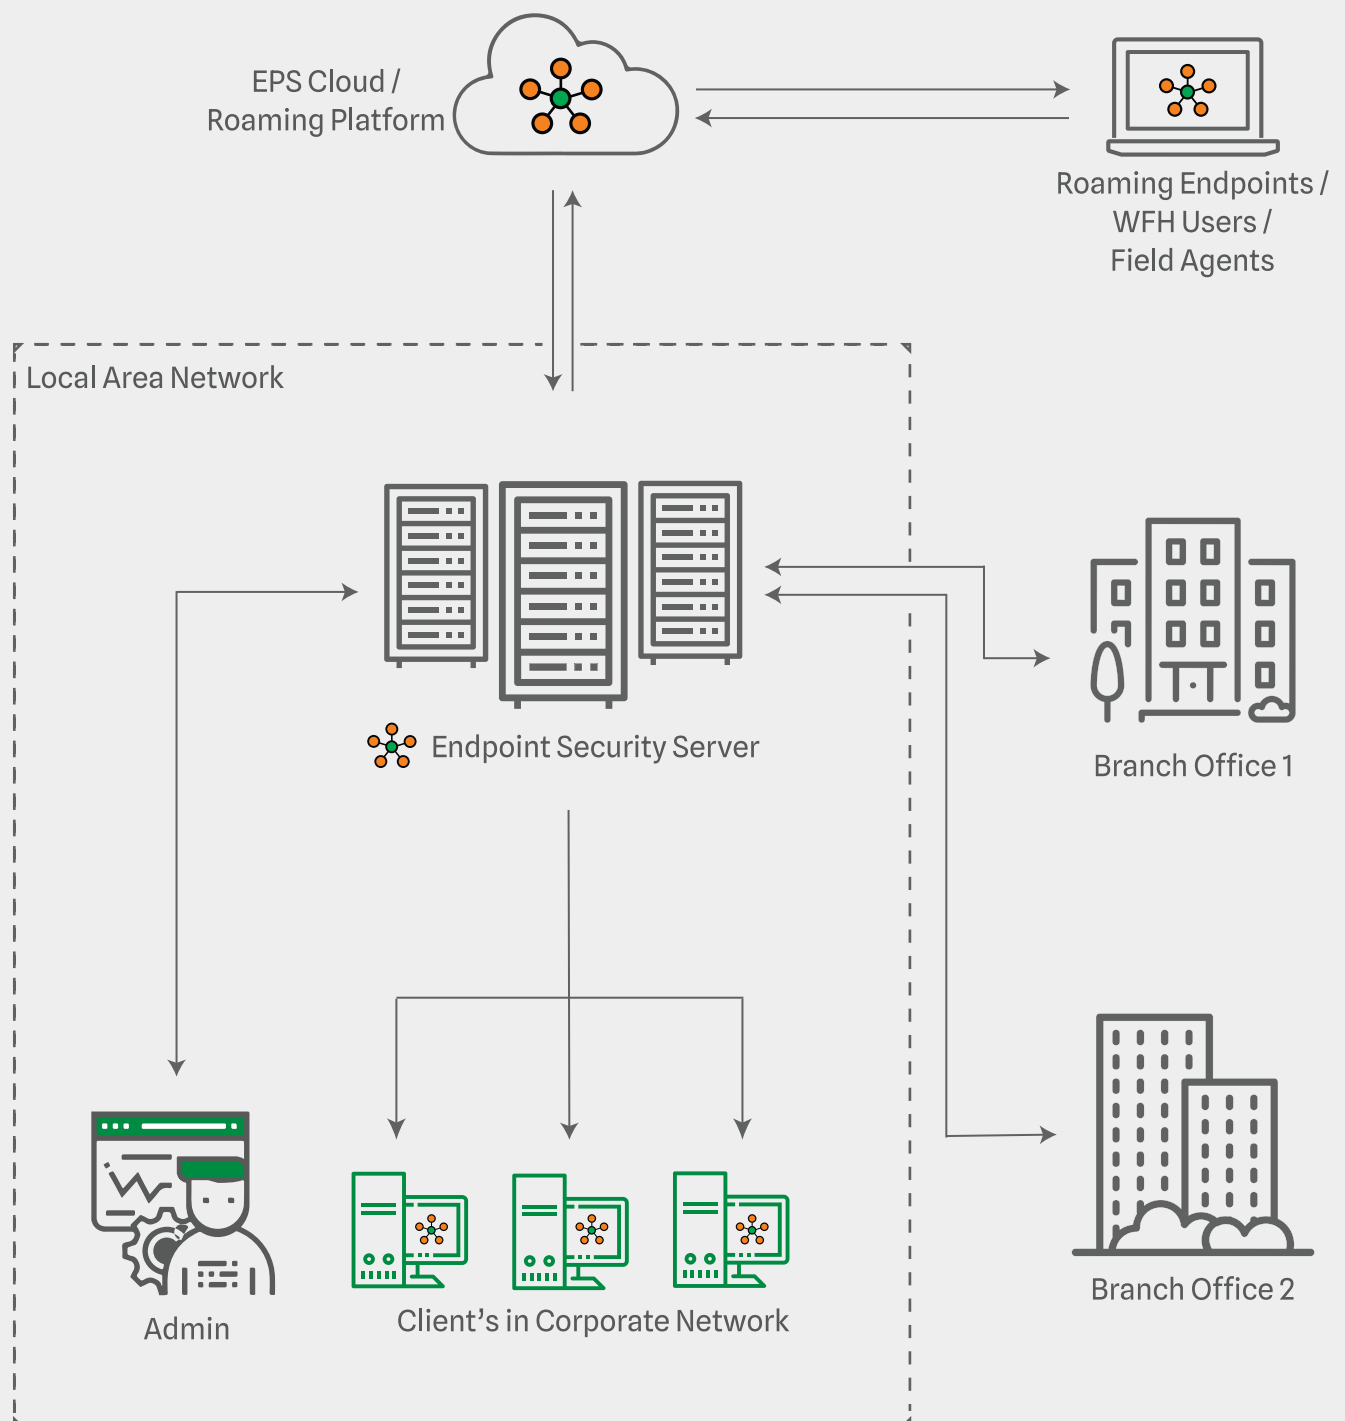 EPS Cloud /
Roaming Platform
Roaming Endpoints /
WFH Users /
Field Agents
Local Area Network
Endpoint Security Server
Branch Office 1
Branch Office 2
Client’s in Corporate Network
Admin